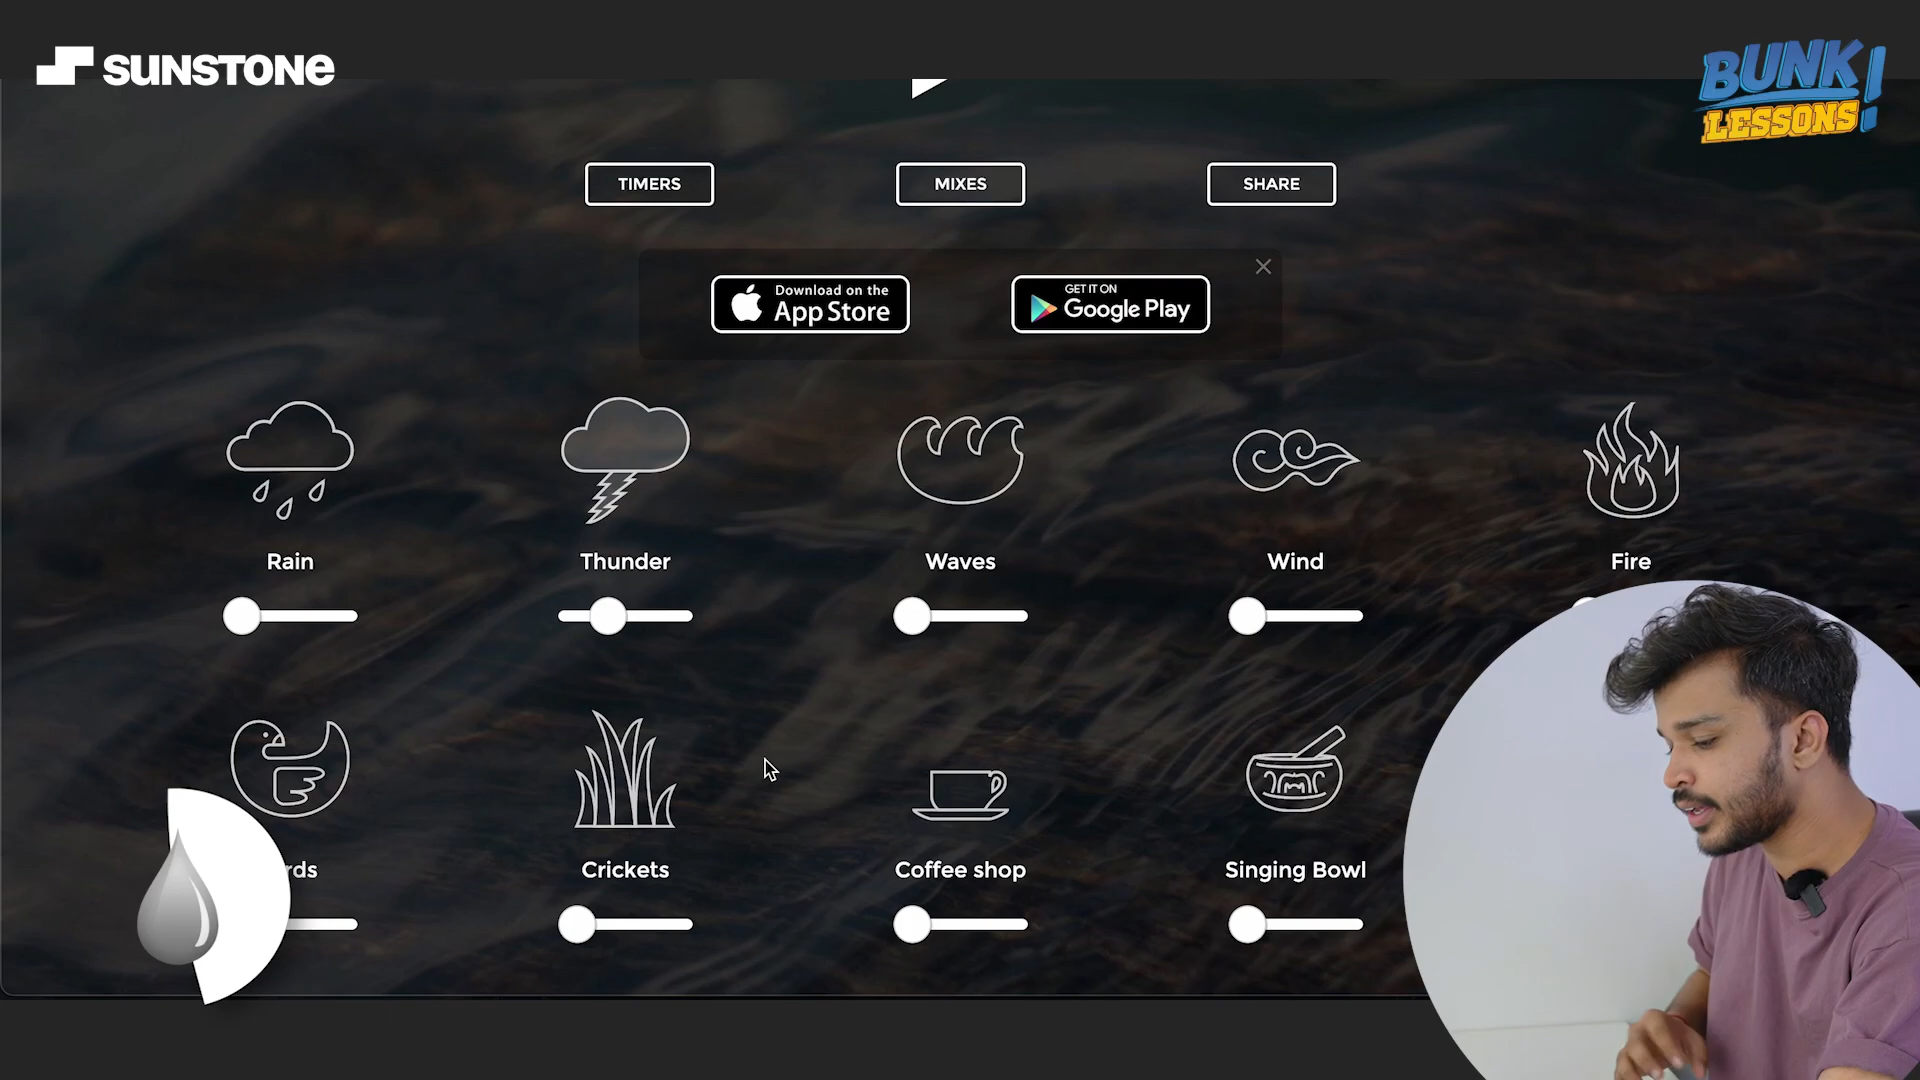 SUNSTONE
BUNK!
LESSONS
TIMERS
MIXES
SHARE
Download on the
App Store
GET IT ON
Google Play
Rain
Thunder
Waves
Wind
Fire
rds
Crickets
Coffee shop
Singing Bowl